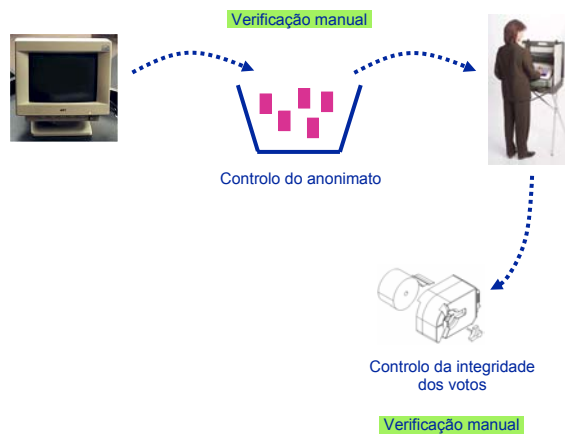 Verificação manual
Controlo do anonimato
Controlo da integridade
dos votos
Verificação manual